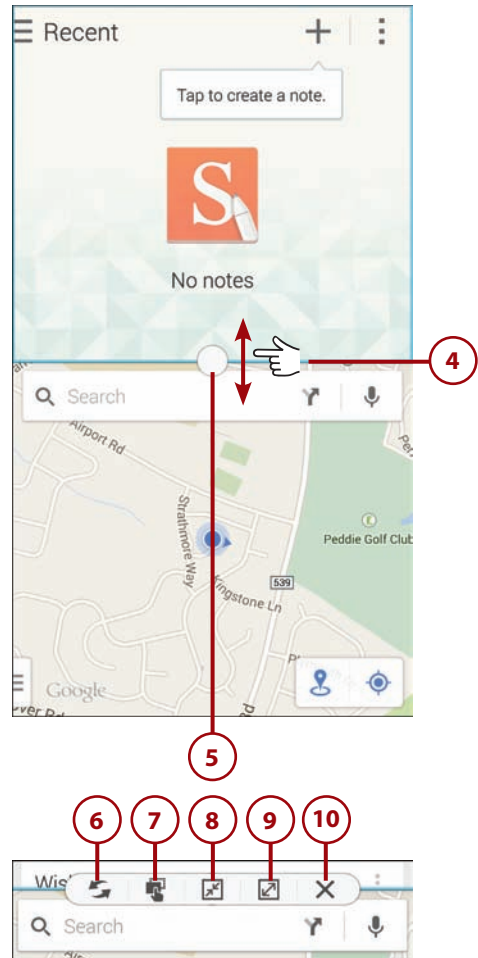 Recent
Tap to create a note.
S
No notes
4
Search
Airport Rd
Strathmore Way
Peddie Golf Club
539
Kingstone Ln
Google
5
6 7 8 9 10
Search